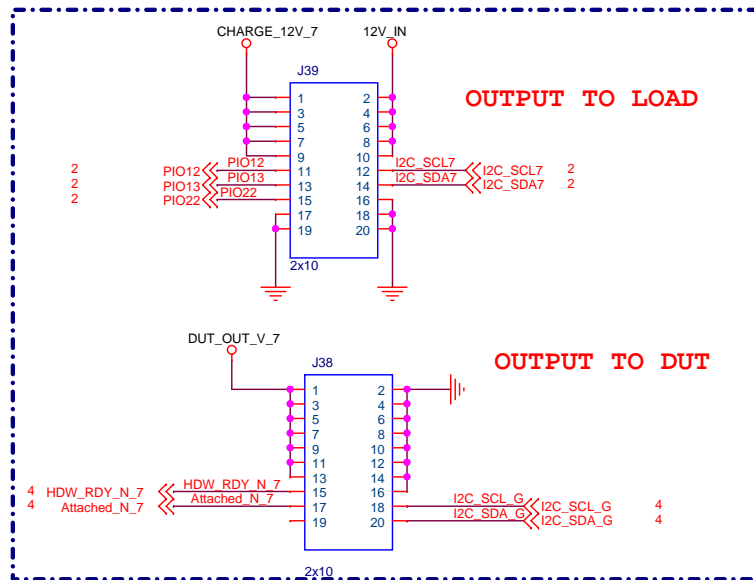 CHARGE_12V_7 12V_IN
J39
OUTPUT TO LOAD
1 2
3 4
5 6
7 8
9 10
2 PIO12 PIO12 11 12 I2C_SCL7 I2C_SCL7 2
2 PIO13 PIO13 13 14 I2C_SDA7 I2C_SDA7 2
2 PIO22 PIO22 15 16
17 18
19 20
2x10
DUT_OUT_V_7
J38
OUTPUT TO DUT
1 2
3 4
5 6
7 8
9 10
11 12
13 14
4 HDW_RDY_N_7 HDW_RDY_N_7 15 16
4 Attached_N_7 Attached_N_7 17 18 I2C_SCL_G I2C_SCL_G 4
19 20 I2C_SDA_G I2C_SDA_G 4
2x10